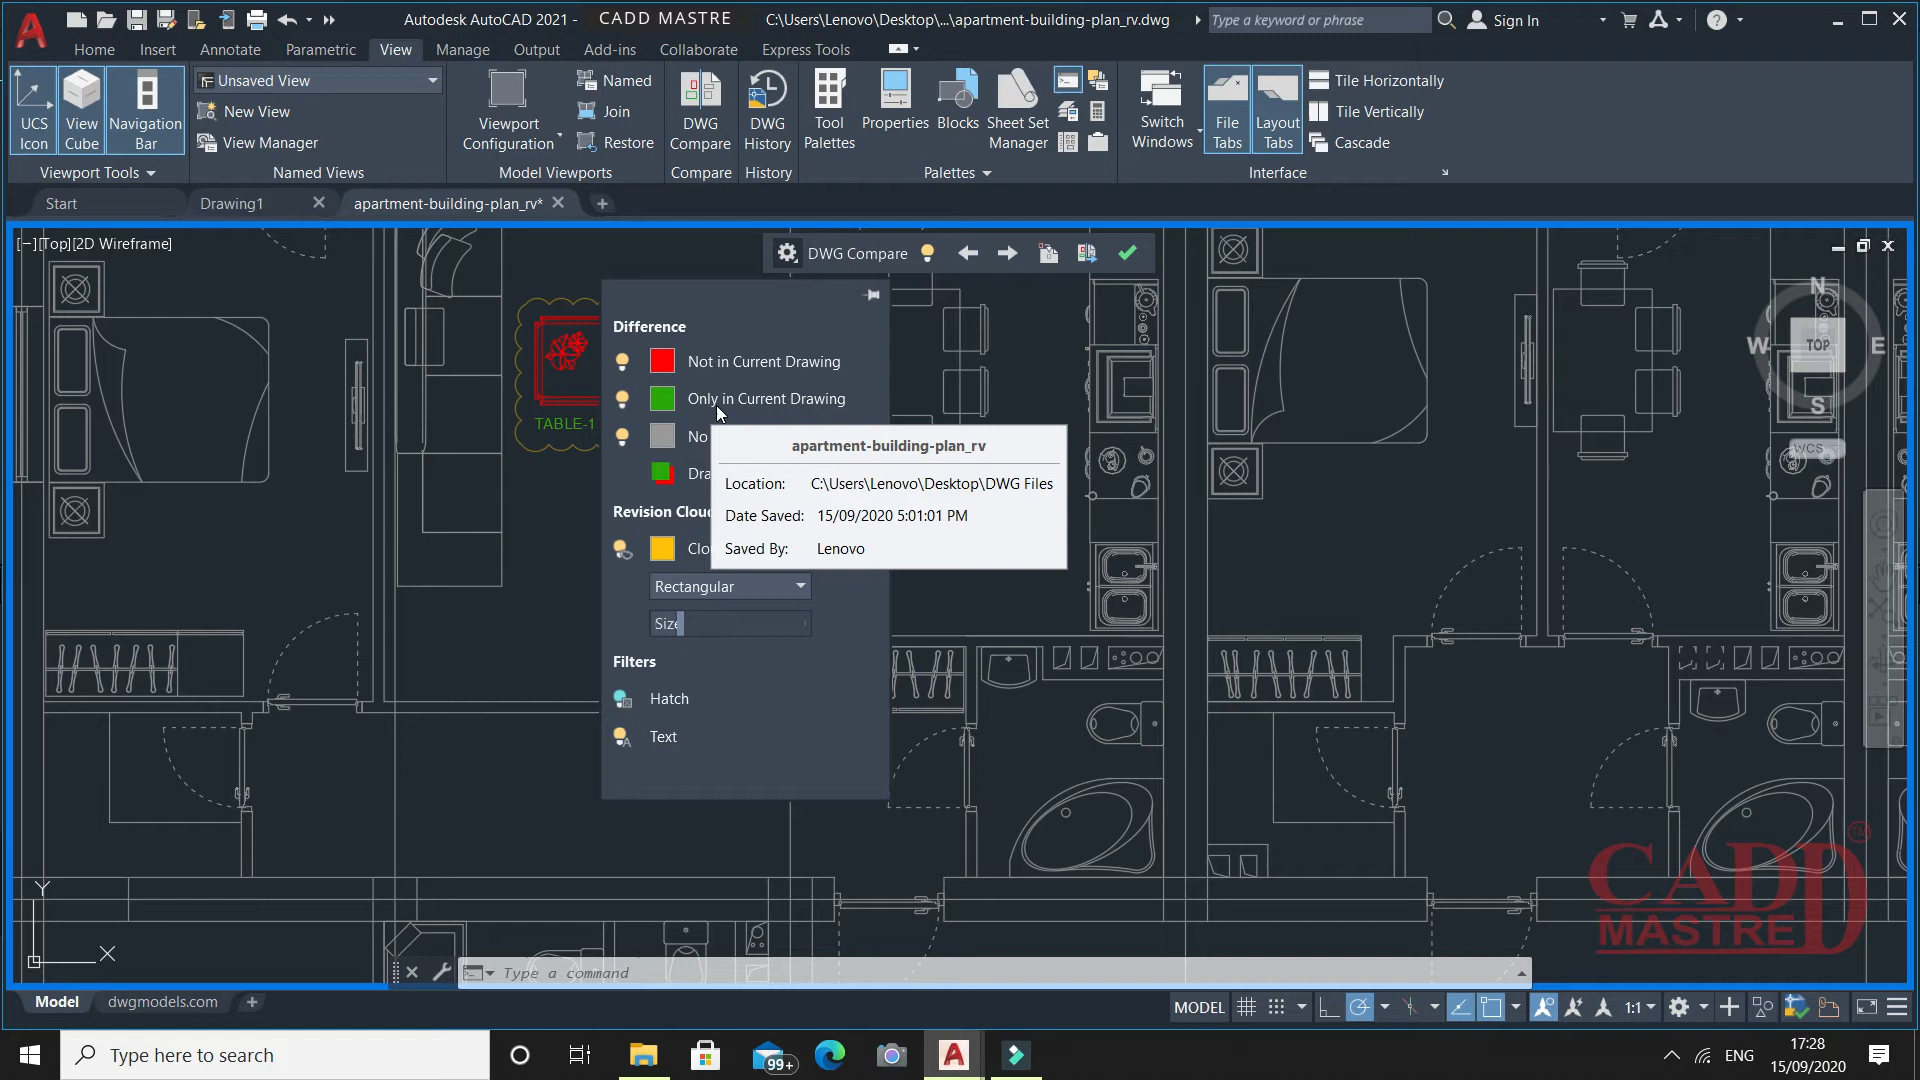 Autodesk AutoCAD 2021 - CADD MASTRE C:\Users\Lenovo\Desktop\...\apartment-building-plan_rv.dwg
Type a keyword or phrase
Sign In
Home Insert Annotate Parametric View Manage Output Add-ins Collaborate Express Tools
UCS Icon
View Cube
Navigation Bar
Unsaved View
New View
View Manager
Viewport Configuration
Named
Join
Restore
DWG Compare
DWG History
Tool Palettes
Properties
Blocks
Sheet Set Manager
Switch Windows
File Tabs
Layout Tabs
Tile Horizontally
Tile Vertically
Cascade
Viewport Tools Named Views Model Viewports Compare History Palettes Interface
Start Drawing1 apartment-building-plan_rv*
[−][Top][2D Wireframe]
DWG Compare
Difference
Not in Current Drawing
Only in Current Drawing
No
Dra
Revision Clou
Clo
Rectangular
Size
Filters
Hatch
Text
apartment-building-plan_rv
Location: C:\Users\Lenovo\Desktop\DWG Files
Date Saved: 15/09/2020 5:01:01 PM
Saved By: Lenovo
TABLE-1
N
W TOP E
S
WCS
Y
X
CADD
MASTRE
TM
Type a command
Model dwgmodels.com
MODEL 1:1
Type here to search
99+
ENG
17:28
15/09/2020